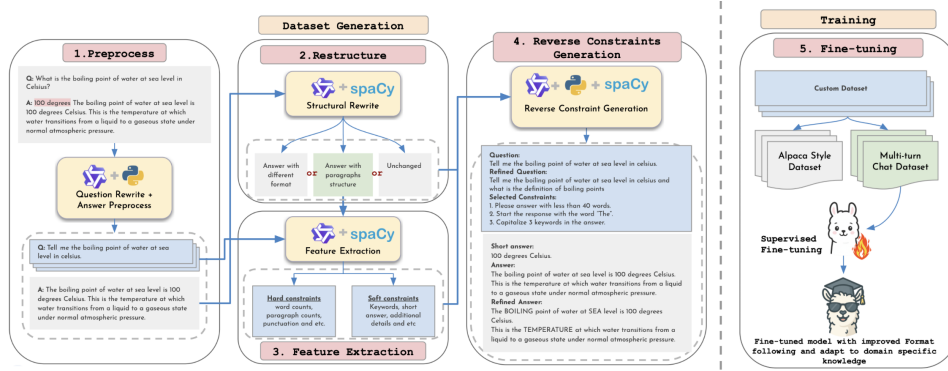 Dataset Generation
Training
1.Preprocess
Q: What is the boiling point of water at sea level in
Celsius?
A: 100 degrees The boiling point of water at sea level is
100 degrees Celsius. This is the temperature at which
water transitions from a liquid to a gaseous state under
normal atmospheric pressure.
+
Question Rewrite +
Answer Preprocess
Q: Tell me the boiling point of water at sea
level in celsius.
A: The boiling point of water at sea level is 100
degrees Celsius. This is the temperature at which
water transitions from a liquid to a gaseous state
under normal atmospheric pressure.
2.Restructure
+ spaCy
Structural Rewrite
Answer with
different
format
or
Answer with
paragraphs
structure
or
Unchanged
+ spaCy
Feature Extraction
Hard constraints
word counts,
paragraph counts,
punctuation and etc.
Soft constraints
Keywords, short
answer, additional
details and etc
3. Feature Extraction
4. Reverse Constraints
Generation
+ + spaCy
Reverse Constraint Generation
Question:
Tell me the boiling point of water at sea level in celsius.
Refined Question:
Tell me the boiling point of water at sea level in celsius and
what is the definition of boiling points
Selected Constraints:
1. Please answer with less than 40 words.
2. Start the response with the word "The".
3. Capitalize 3 keywords in the answer.
Short answer:
100 degrees Celsius.
Answer:
The boiling point of water at sea level is 100 degrees Celsius.
This is the temperature at which water transitions from a liquid
to a gaseous state under normal atmospheric pressure.
Refined Answer:
The BOILING point of water at SEA level is 100 degrees
Celsius.
This is the TEMPERATURE at which water transitions from a
liquid to a gaseous state under normal atmospheric pressure.
5. Fine-tuning
Custom Dataset
Alpaca Style
Dataset
Multi-turn
Chat Dataset
Supervised
Fine-tuning
Fine-tuned model with improved Format
following and adapt to domain specific
knowledge